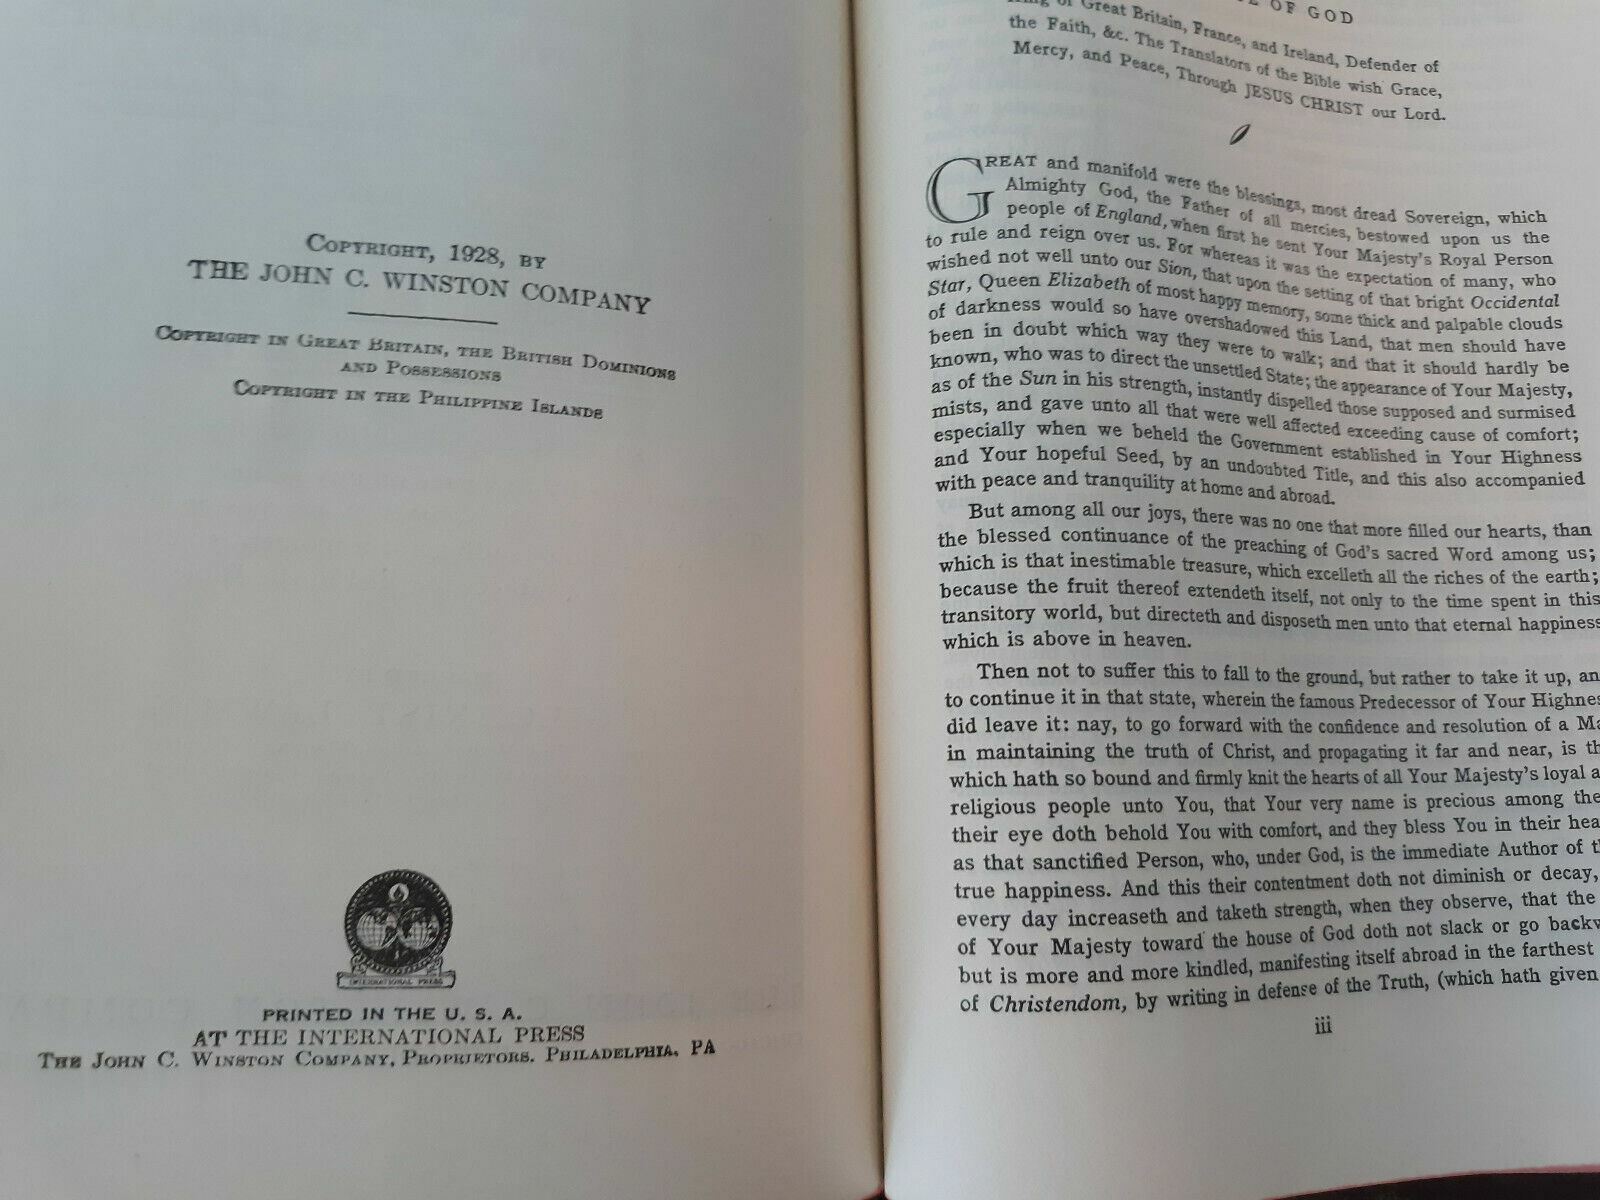 COPYRIGHT, 1928, BY
THE JOHN C. WINSTON COMPANY
COPYRIGHT IN GREAT BRITAIN, THE BRITISH DOMINIONS
AND POSSESSIONS
COPYRIGHT IN THE PHILIPPINE ISLANDS
INTERNATIONAL PRESS
PRINTED IN THE U. S. A.
AT THE INTERNATIONAL PRESS
THE JOHN C. WINSTON COMPANY, PROPRIETORS. PHILADELPHIA, PA
OF GOD
of Great Britain, France, and Ireland, Defender of
the Faith, &c. The Translators of the Bible wish Grace,
Mercy, and Peace, Through JESUS CHRIST our Lord.
GREAT and manifold were the blessings, most dread Sovereign, which
Almighty God, the Father of all mercies, bestowed upon us the
people of England, when first he sent Your Majesty's Royal Person
to rule and reign over us. For whereas it was the expectation of many, who
wished not well unto our Sion, that upon the setting of that bright Occidental
Star, Queen Elizabeth of most happy memory, some thick and palpable clouds
of darkness would so have overshadowed this Land, that men should have
been in doubt which way they were to walk; and that it should hardly be
known, who was to direct the unsettled State; the appearance of Your Majesty,
as of the Sun in his strength, instantly dispelled those supposed and surmised
mists, and gave unto all that were well affected exceeding cause of comfort;
especially when we beheld the Government established in Your Highness
and Your hopeful Seed, by an undoubted Title, and this also accompanied
with peace and tranquility at home and abroad.
But among all our joys, there was no one that more filled our hearts, than
the blessed continuance of the preaching of God's sacred Word among us;
which is that inestimable treasure, which excelleth all the riches of the earth;
because the fruit thereof extendeth itself, not only to the time spent in this
transitory world, but directeth and disposeth men unto that eternal happiness
which is above in heaven.
Then not to suffer this to fall to the ground, but rather to take it up, an
to continue it in that state, wherein the famous Predecessor of Your Highnes
did leave it: nay, to go forward with the confidence and resolution of a Ma
in maintaining the truth of Christ, and propagating it far and near, is th
which hath so bound and firmly knit the hearts of all Your Majesty's loyal a
religious people unto You, that Your very name is precious among the
their eye doth behold You with comfort, and they bless You in their hea
as that sanctified Person, who, under God, is the immediate Author of t
true happiness. And this their contentment doth not diminish or decay,
every day increaseth and taketh strength, when they observe, that the
of Your Majesty toward the house of God doth not slack or go backw
but is more and more kindled, manifesting itself abroad in the farthest
of Christendom, by writing in defense of the Truth, (which hath given
iii